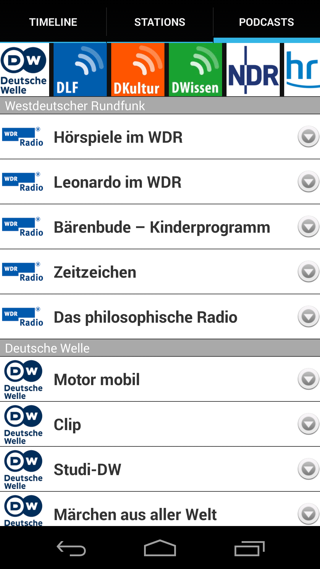 TIMELINE STATIONS PODCASTS
DW Deutsche Welle
DLF
DKultur
DWissen
NDR
hr
Westdeutscher Rundfunk
WDR® Radio Hörspiele im WDR
WDR® Radio Leonardo im WDR
WDR® Radio Bärenbude – Kinderprogramm
WDR® Radio Zeitzeichen
WDR® Radio Das philosophische Radio
Deutsche Welle
DW Deutsche Welle Motor mobil
DW Deutsche Welle Clip
DW Deutsche Welle Studi-DW
DW Deutsche Märchen aus aller Welt